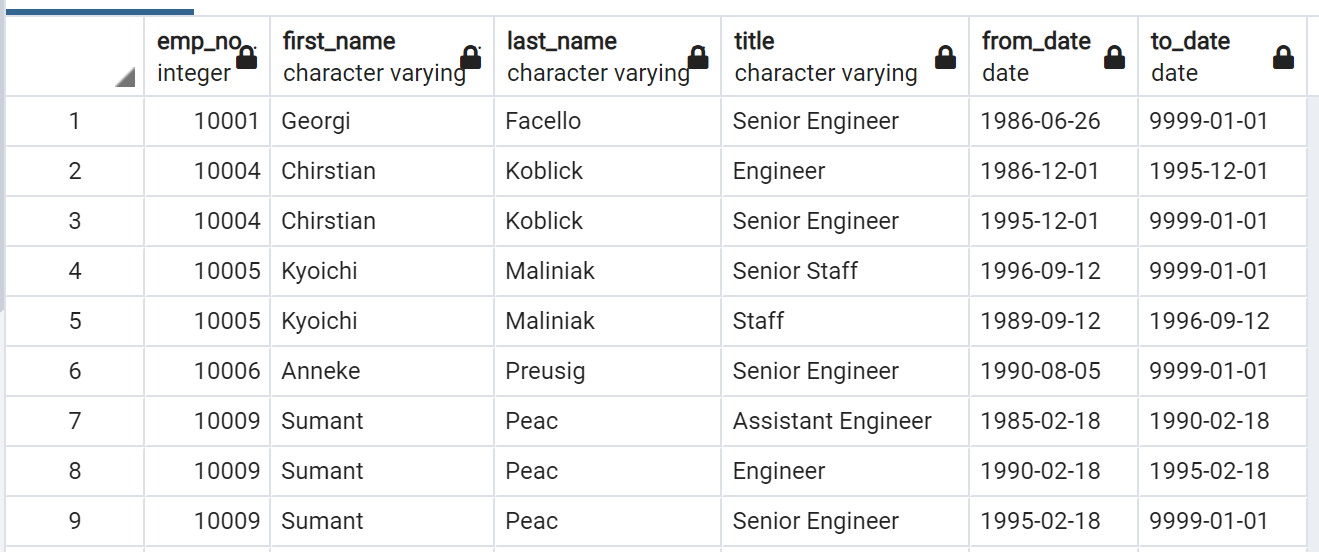 emp_no first_name last_name title from_date to_date
integer character varying character varying character varying date date
1 10001 Georgi Facello Senior Engineer 1986-06-26 9999-01-01
2 10004 Chirstian Koblick Engineer 1986-12-01 1995-12-01
3 10004 Chirstian Koblick Senior Engineer 1995-12-01 9999-01-01
4 10005 Kyoichi Maliniak Senior Staff 1996-09-12 9999-01-01
5 10005 Kyoichi Maliniak Staff 1989-09-12 1996-09-12
6 10006 Anneke Preusig Senior Engineer 1990-08-05 9999-01-01
7 10009 Sumant Peac Assistant Engineer 1985-02-18 1990-02-18
8 10009 Sumant Peac Engineer 1990-02-18 1995-02-18
9 10009 Sumant Peac Senior Engineer 1995-02-18 9999-01-01